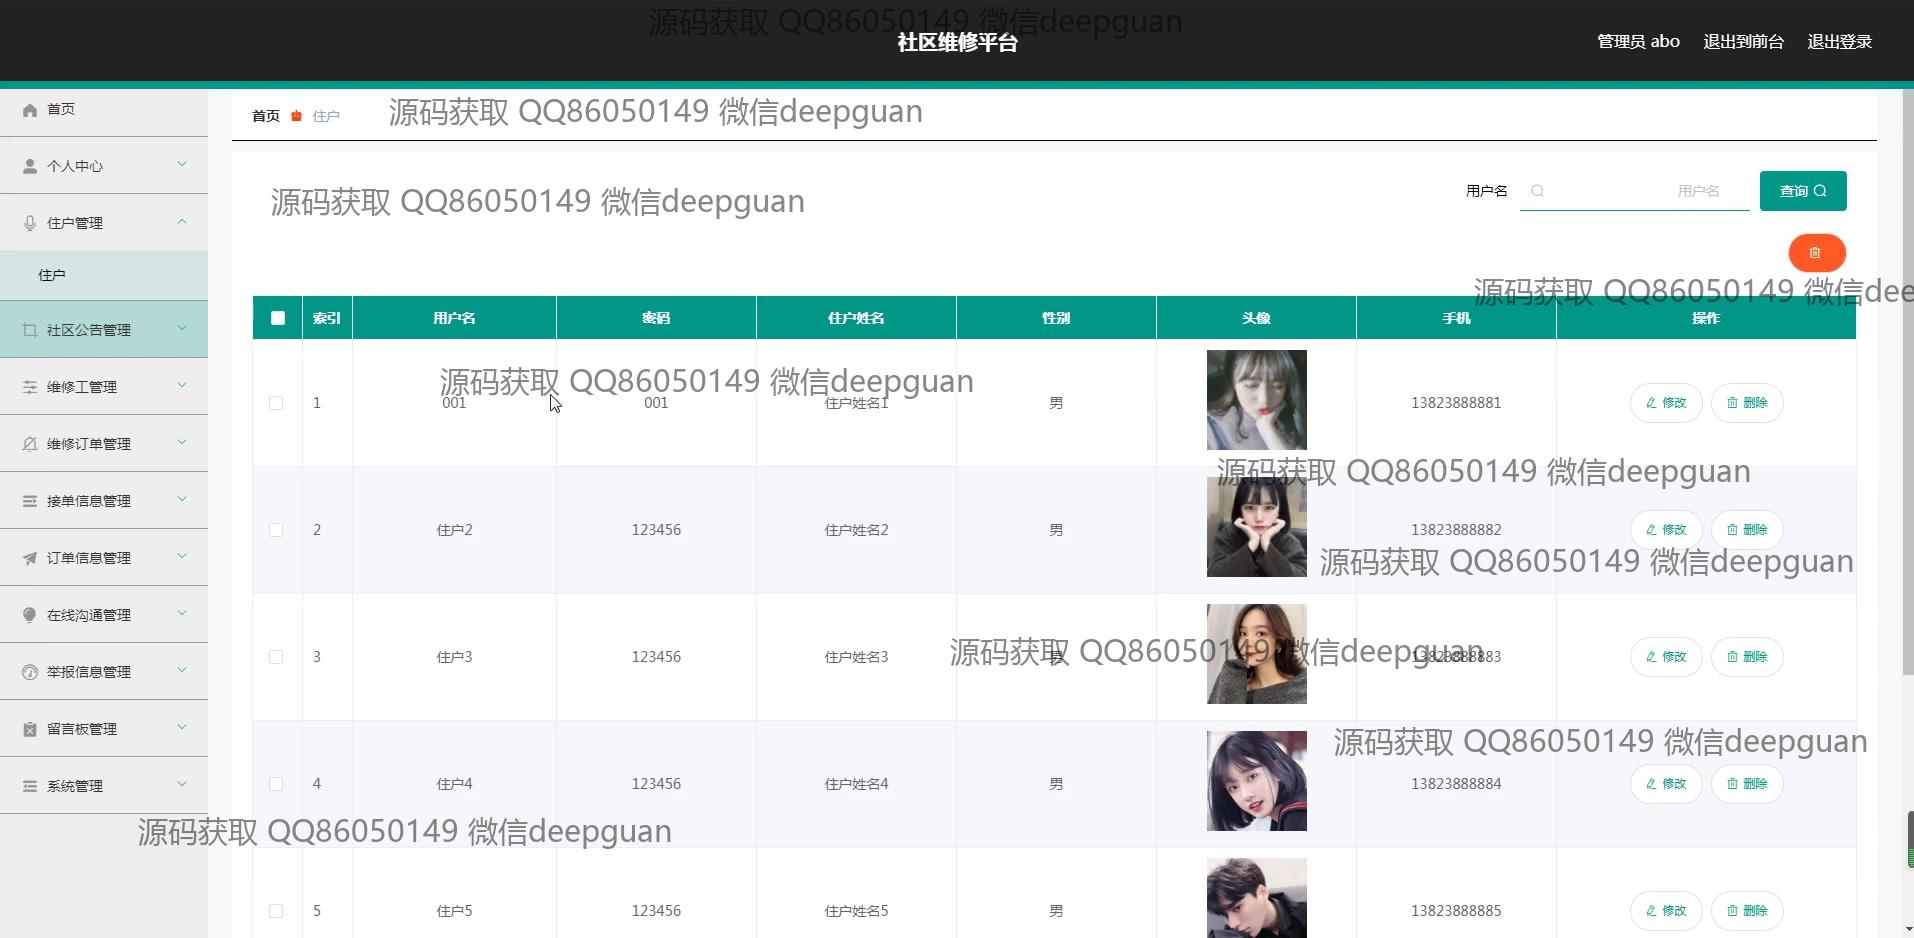 源码获取 QQ86050149 微信deepguan
社区维修平台
管理员 abo 退出到前台 退出登录
首页
首页 住户
源码获取 QQ86050149 微信deepguan
个人中心
源码获取 QQ86050149 微信deepguan
用户名 用户名 查询
住户管理
住户
源码获取 QQ86050149 微信dee
索引 用户名 密码 住户姓名 性别 头像 手机 操作
社区公告管理
维修工管理
源码获取 QQ86050149 微信deepguan
1 001 001 住户姓名1 男 13823888881 修改 删除
维修订单管理
源码获取 QQ86050149 微信deepguan
接单信息管理
2 住户2 123456 住户姓名2 男 13823888882 修改 删除
订单信息管理
源码获取 QQ86050149 微信deepguan
在线沟通管理
源码获取 QQ86050149 微信deepguan
3 住户3 123456 住户姓名3 男 13823888883 修改 删除
举报信息管理
留言板管理
源码获取 QQ86050149 微信deepguan
4 住户4 123456 住户姓名4 男 13823888884 修改 删除
系统管理
源码获取 QQ86050149 微信deepguan
5 住户5 123456 住户姓名5 男 13823888885 修改 删除